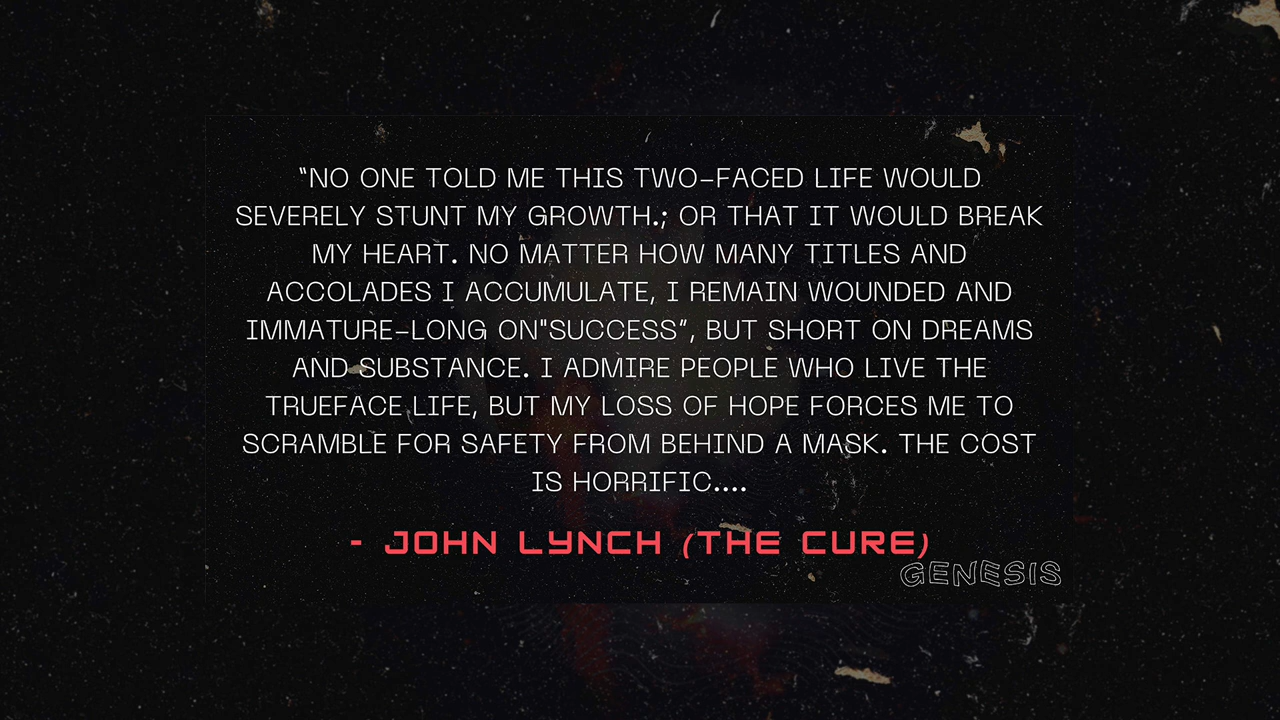 “NO ONE TOLD ME THIS TWO-FACED LIFE WOULD
SEVERELY STUNT MY GROWTH.; OR THAT IT WOULD BREAK
MY HEART. NO MATTER HOW MANY TITLES AND
ACCOLADES I ACCUMULATE, I REMAIN WOUNDED AND
IMMATURE-LONG ON"SUCCESS”, BUT SHORT ON DREAMS
AND SUBSTANCE. I ADMIRE PEOPLE WHO LIVE THE
TRUEFACE LIFE, BUT MY LOSS OF HOPE FORCES ME TO
SCRAMBLE FOR SAFETY FROM BEHIND A MASK. THE COST
IS HORRIFIC....
- JOHN LYNCH (THE CURE)
GENESIS